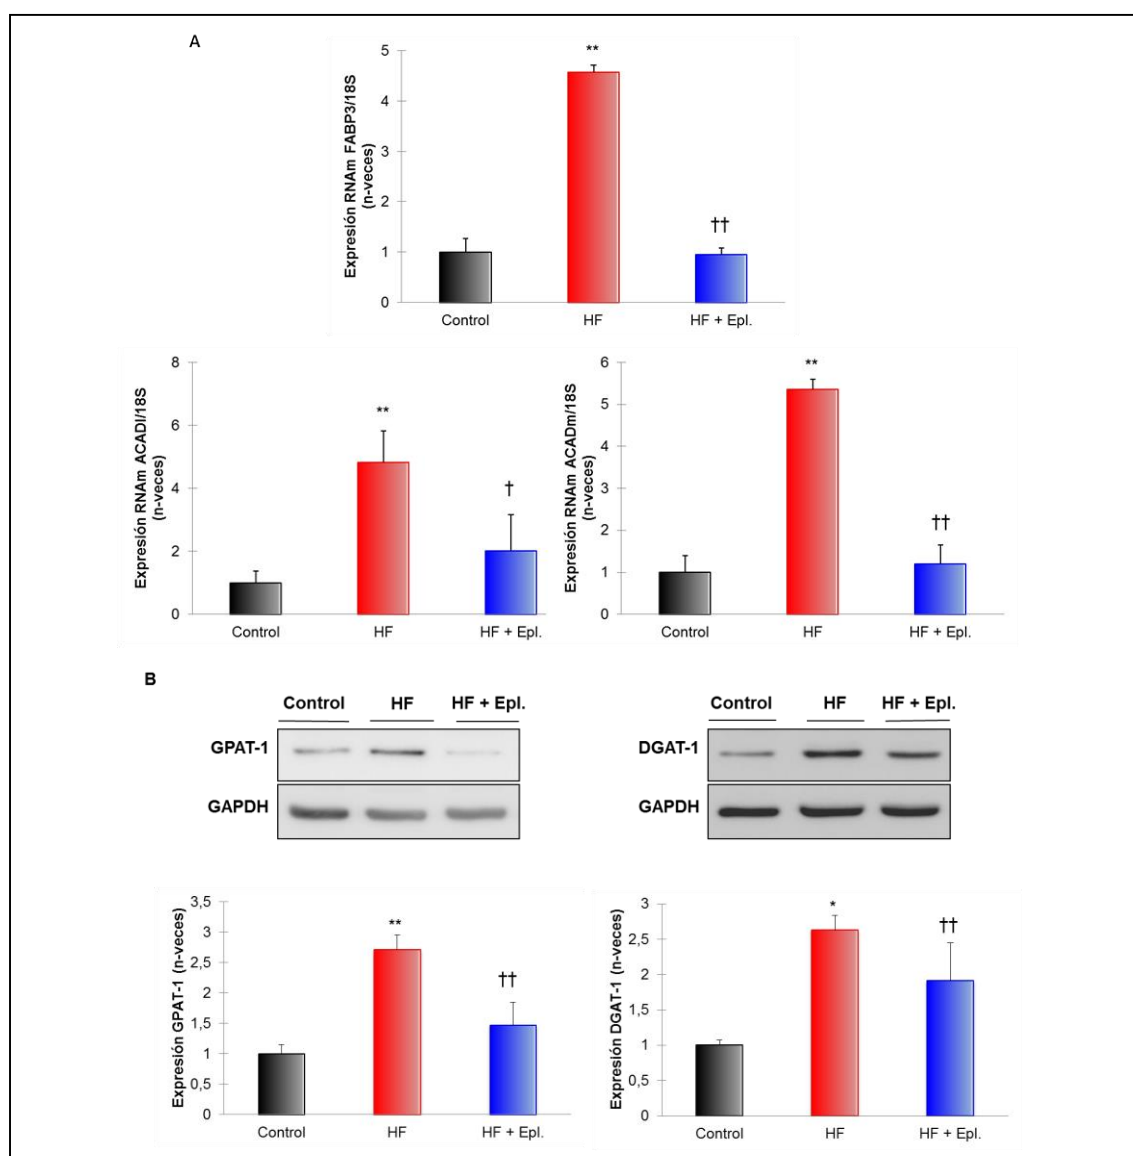 A
Expresión RNAm FABP3/18S
(n-veces)
5
4
3
2
1
0
**
††
Control HF HF + Epl.
Expresión RNAm ACADl/18S
(n-veces)
8
6
4
2
0
**
†
Control HF HF + Epl.
Expresión RNAm ACADm/18S
(n-veces)
6
5
4
3
2
1
0
**
††
Control HF HF + Epl.
B
Control HF HF + Epl.
GPAT-1
GAPDH
Control HF HF + Epl.
DGAT-1
GAPDH
Expresión GPAT-1 (n-veces)
3,5
3
2,5
2
1,5
1
0,5
0
**
††
Control HF HF + Epl.
Expresión DGAT-1 (n-veces)
3
2,5
2
1,5
1
0,5
0
*
††
Control HF HF + Epl.